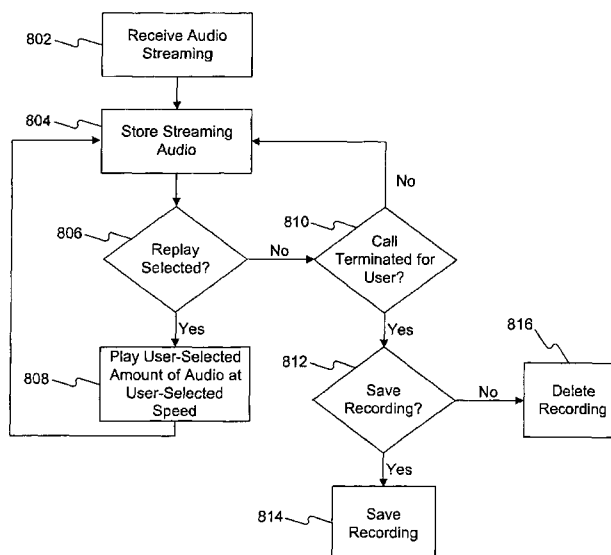 802
Receive Audio
Streaming
804
Store Streaming
Audio
No
806
Replay
Selected?
No
810
Call
Terminated for
User?
Yes
808
Play User-Selected
Amount of Audio at
User-Selected
Speed
Yes
812
Save
Recording?
No
816
Delete
Recording
Yes
814
Save
Recording